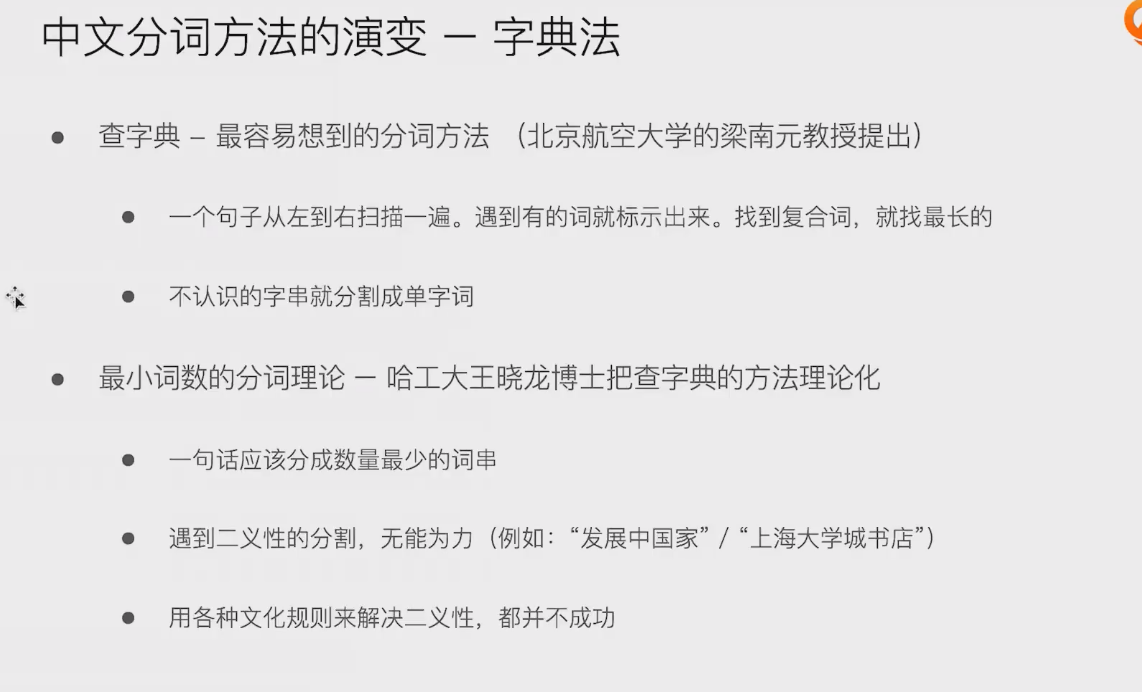 中文分词方法的演变 — 字典法
查字典 – 最容易想到的分词方法 （北京航空大学的梁南元教授提出）
一个句子从左到右扫描一遍。遇到有的词就标示出来。找到复合词，就找最长的
不认识的字串就分割成单字词
最小词数的分词理论 — 哈工大王晓龙博士把查字典的方法理论化
一句话应该分成数量最少的词串
遇到二义性的分割，无能为力（例如：“发展中国家” / “上海大学城书店”）
用各种文化规则来解决二义性，都并不成功